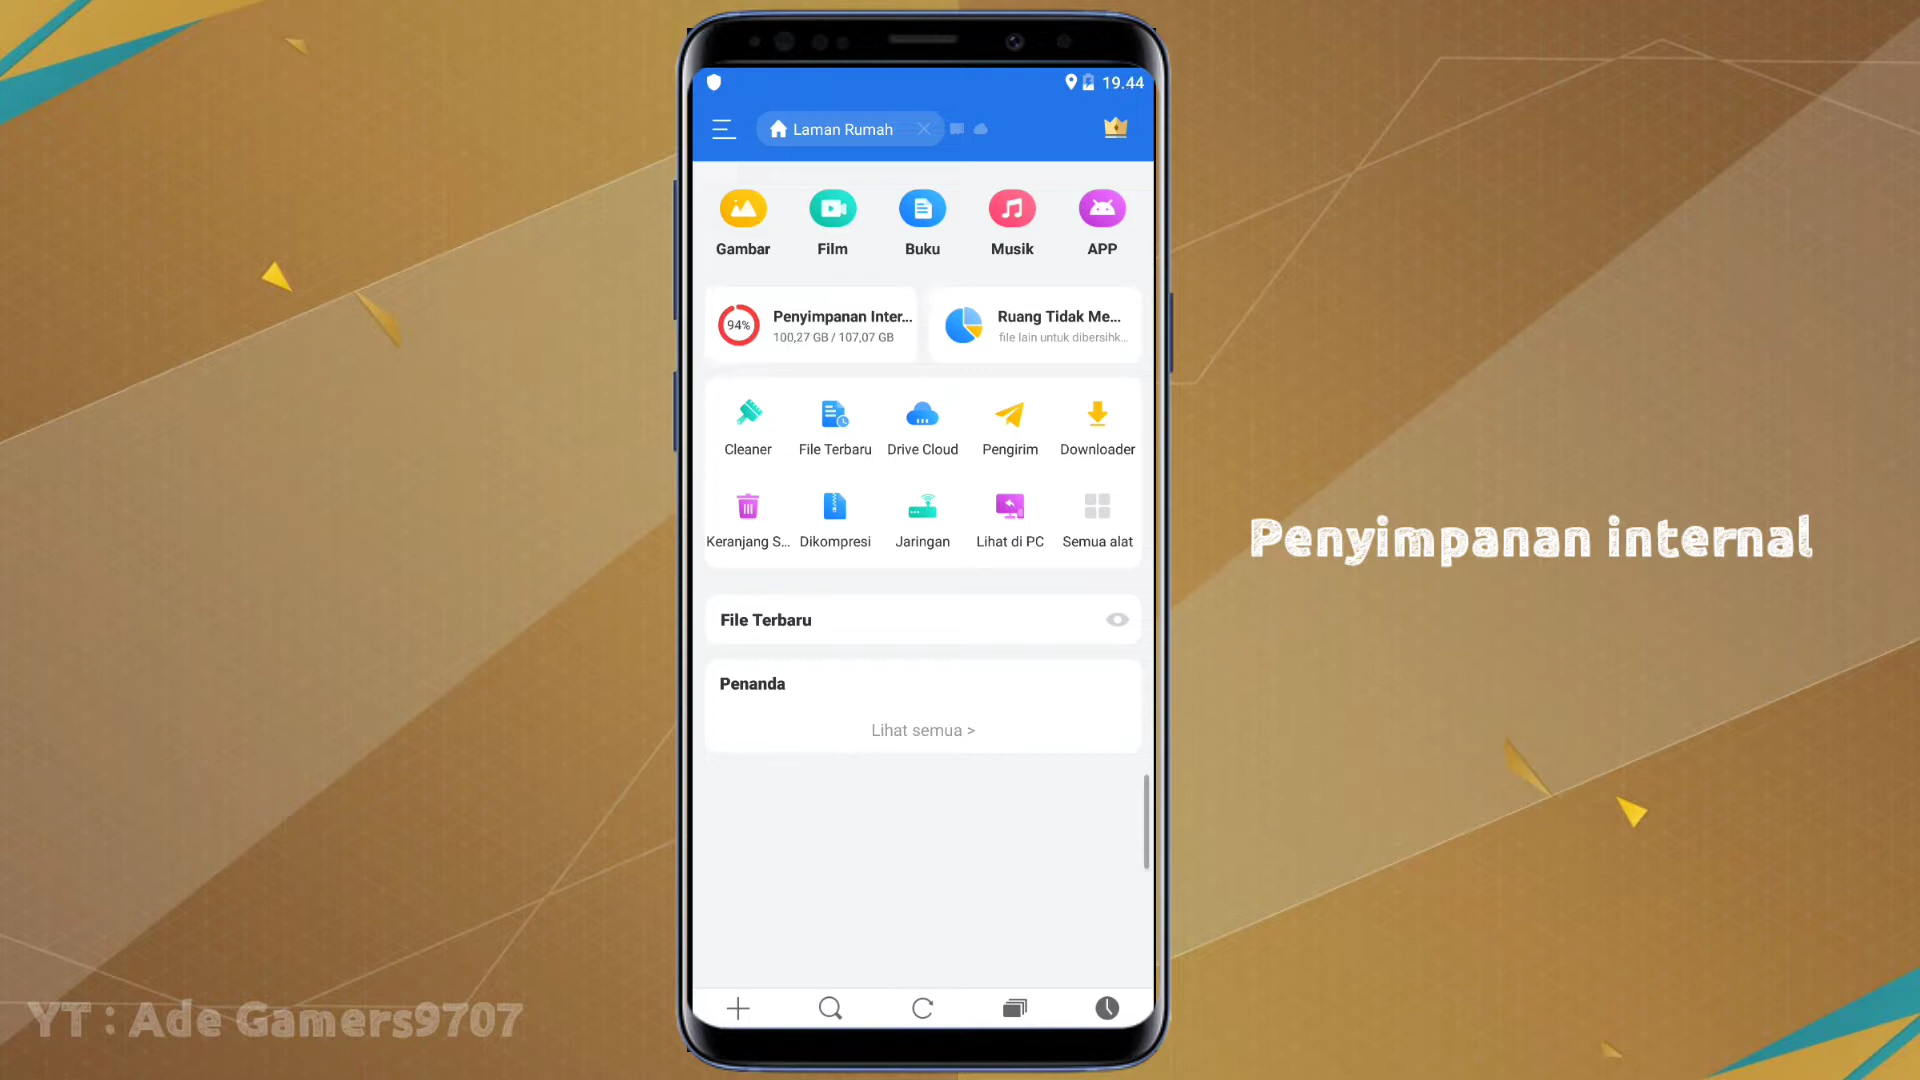 19.44
Laman Rumah
Gambar Film Buku Musik APP
94%
Penyimpanan Inter...
100,27 GB / 107,07 GB
Ruang Tidak Me...
file lain untuk dibersihk...
Cleaner File Terbaru Drive Cloud Pengirim Downloader
Keranjang S... Dikompresi Jaringan Lihat di PC Semua alat
File Terbaru
Penanda
Lihat semua >
Penyimpanan internal
YT : Ade Gamers9707